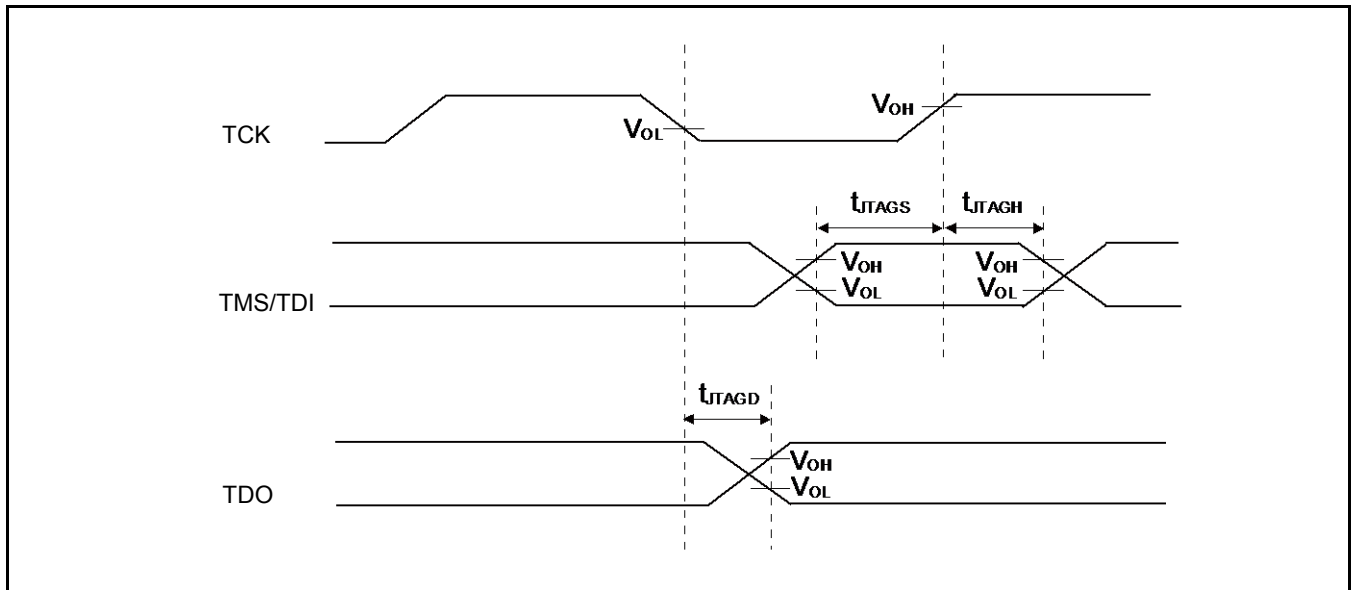 TCK
VOL
VOH
tJTAGS
tJTAGH
TMS/TDI
VOH
VOL
VOH
VOL
tJTAGD
TDO
VOH
VOL